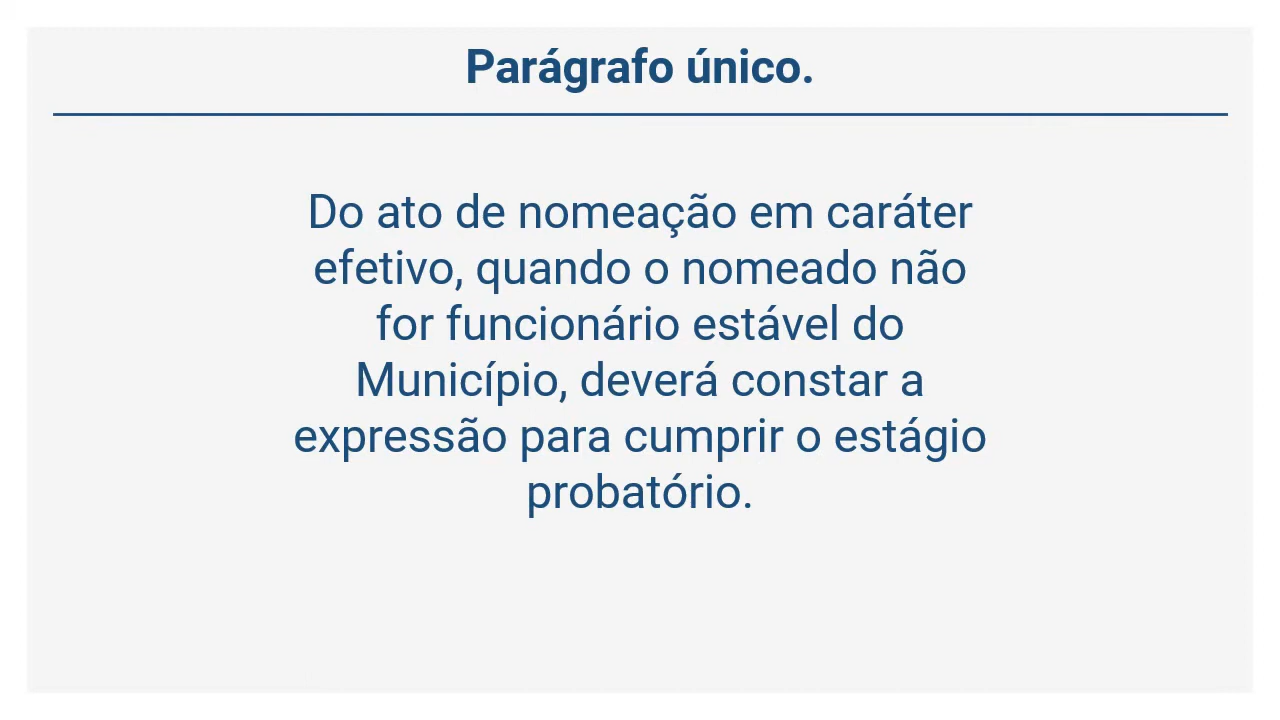 Parágrafo único.
Do ato de nomeação em caráter
efetivo, quando o nomeado não
for funcionário estável do
Município, deverá constar a
expressão para cumprir o estágio
probatório.